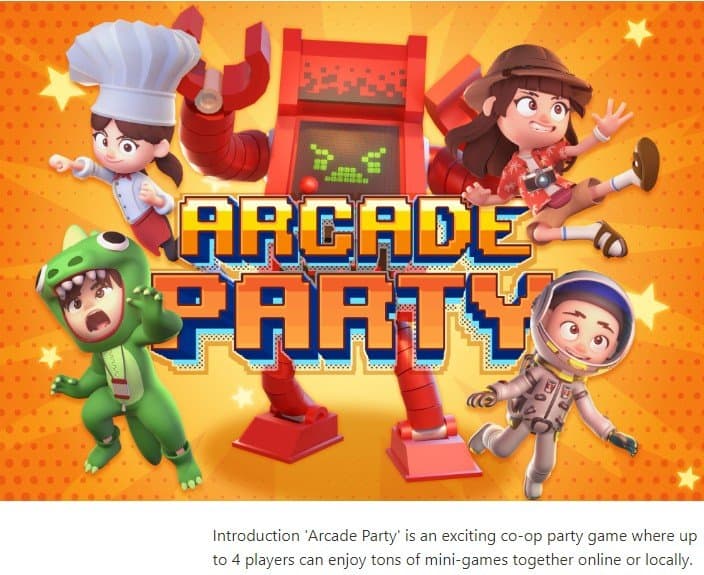 ARCADE
PARTY
Introduction 'Arcade Party' is an exciting co-op party game where up
to 4 players can enjoy tons of mini-games together online or locally.